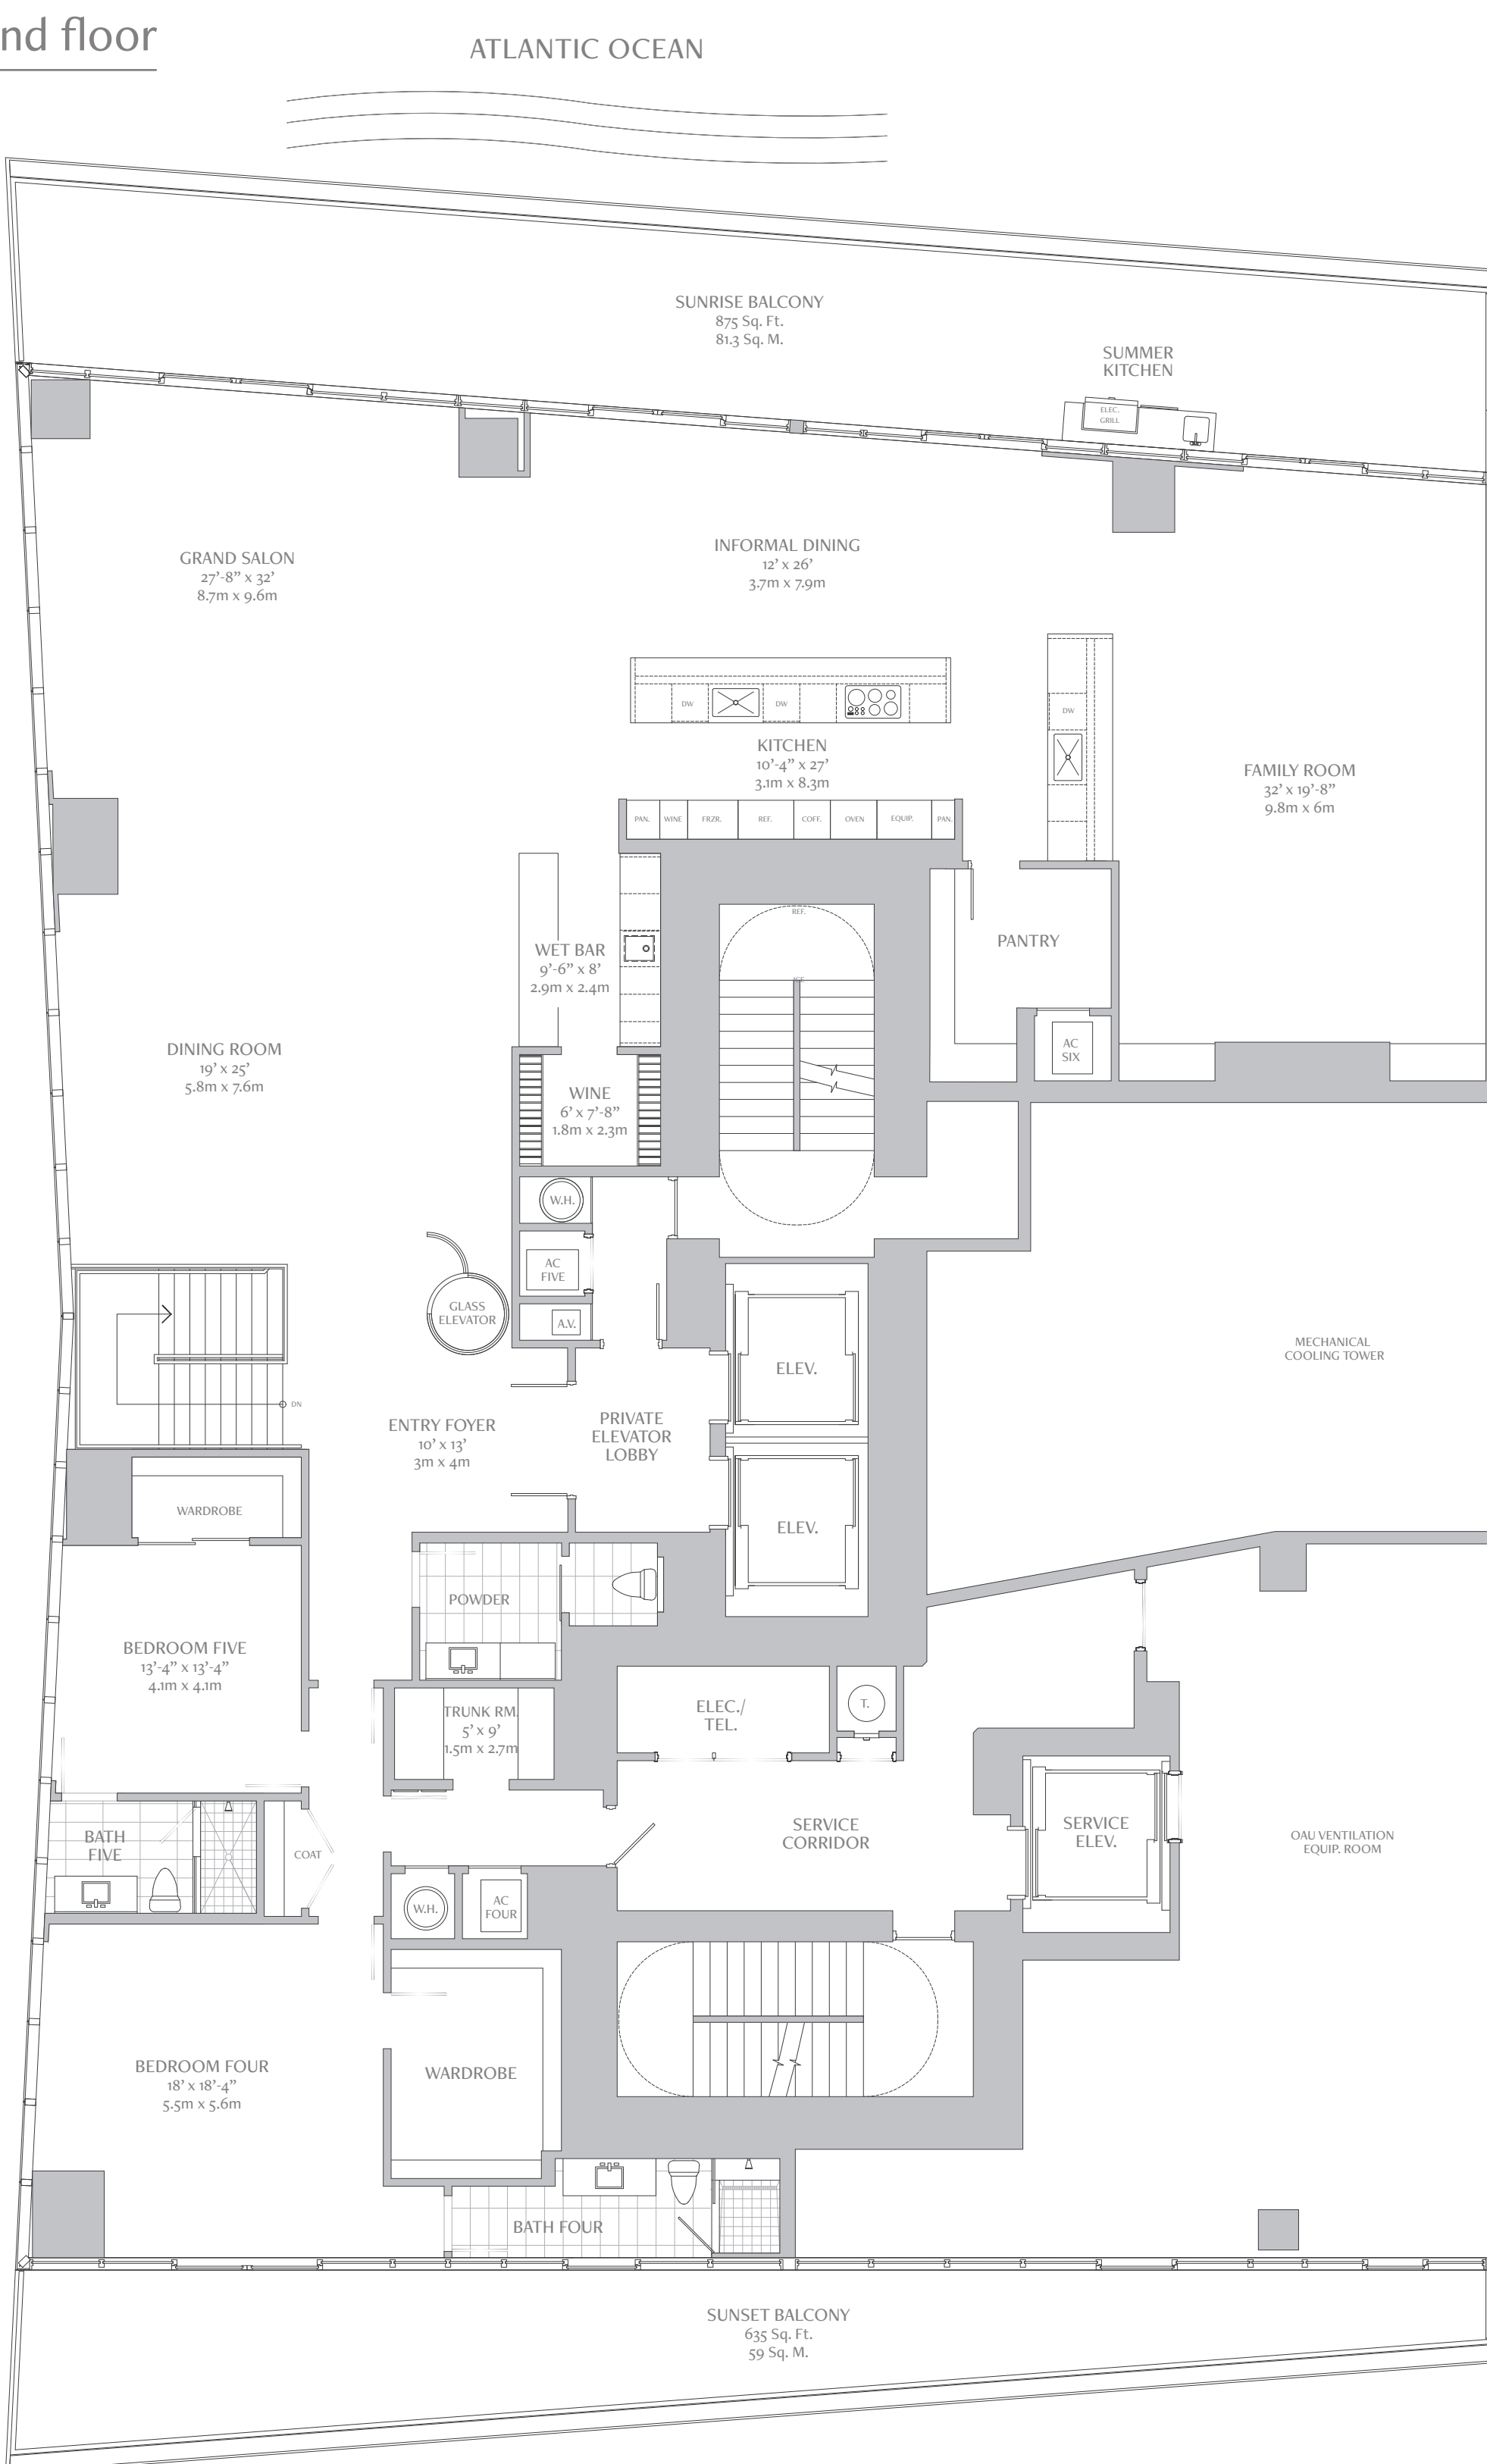 nd floor
ATLANTIC OCEAN
SUNRISE BALCONY
875 Sq. Ft.
81.3 Sq. M.
SUMMER
KITCHEN
ELEC.
GRILL
GRAND SALON
27'-8” x 32'
8.7m x 9.6m
INFORMAL DINING
12' x 26'
3.7m x 7.9m
DW
DW
DW
KITCHEN
10'-4” x 27'
3.1m x 8.3m
FAMILY ROOM
32' x 19'-8”
9.8m x 6m
PAN.
WINE
FRZR.
REF.
COFF.
OVEN
EQUIP.
PAN.
REF.
WET BAR
9'-6” x 8'
2.9m x 2.4m
PANTRY
ICE
DINING ROOM
19' x 25'
5.8m x 7.6m
AC
SIX
WINE
6' x 7'-8”
1.8m x 2.3m
W.H.
AC
FIVE
GLASS
ELEVATOR
A.V.
ELEV.
MECHANICAL
COOLING TOWER
DN
ENTRY FOYER
10' x 13'
3m x 4m
PRIVATE
ELEVATOR
LOBBY
WARDROBE
ELEV.
POWDER
BEDROOM FIVE
13'-4” x 13'-4”
4.1m x 4.1m
TRUNK RM.
5' x 9'
1.5m x 2.7m
ELEC./
TEL.
T.
BATH
FIVE
COAT
SERVICE
CORRIDOR
SERVICE
ELEV.
OAU VENTILATION
EQUIP. ROOM
W.H.
AC
FOUR
BEDROOM FOUR
18' x 18'-4”
5.5m x 5.6m
WARDROBE
BATH FOUR
SUNSET BALCONY
635 Sq. Ft.
59 Sq. M.